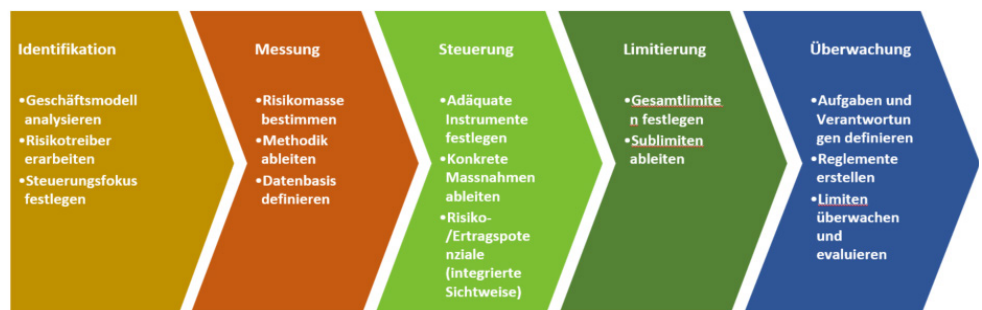 Identifikation
•Geschäftsmodell
analysieren
•Risikotreiber
erarbeiten
•Steuerungsfokus
festlegen
Messung
•Risikomasse
bestimmen
•Methodik
ableiten
•Datenbasis
definieren
Steuerung
•Adäquate
Instrumente
festlegen
•Konkrete
Massnahmen
ableiten
•Risiko-
/Ertragspote
nziale
(integrierte
Sichtweise)
Limitierung
•Gesamtlimite
n festlegen
•Sublimiten
ableiten
Überwachung
•Aufgaben und
Verantwortun
gen definieren
•Reglemente
erstellen
•Limiten
überwachen
und
evaluieren